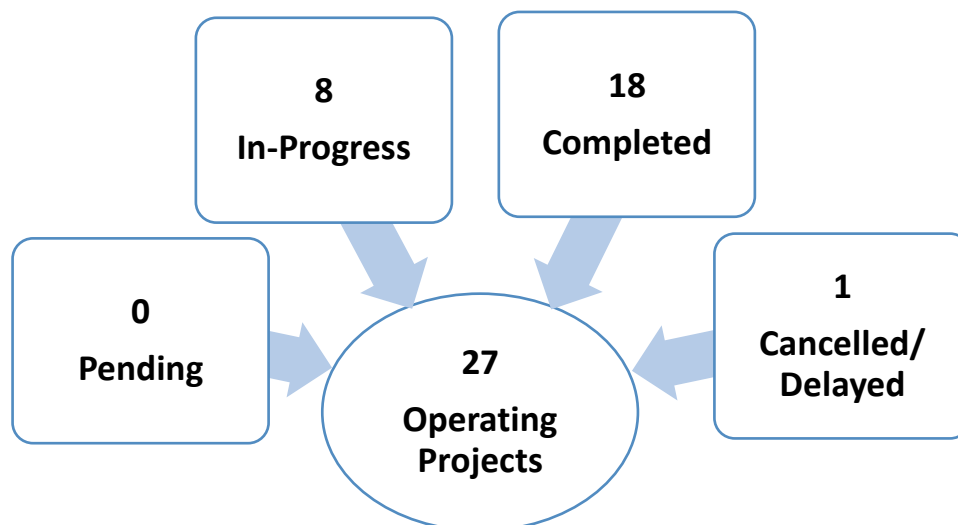 8
In-Progress
18
Completed
0
Pending
1
Cancelled/
Delayed
27
Operating
Projects